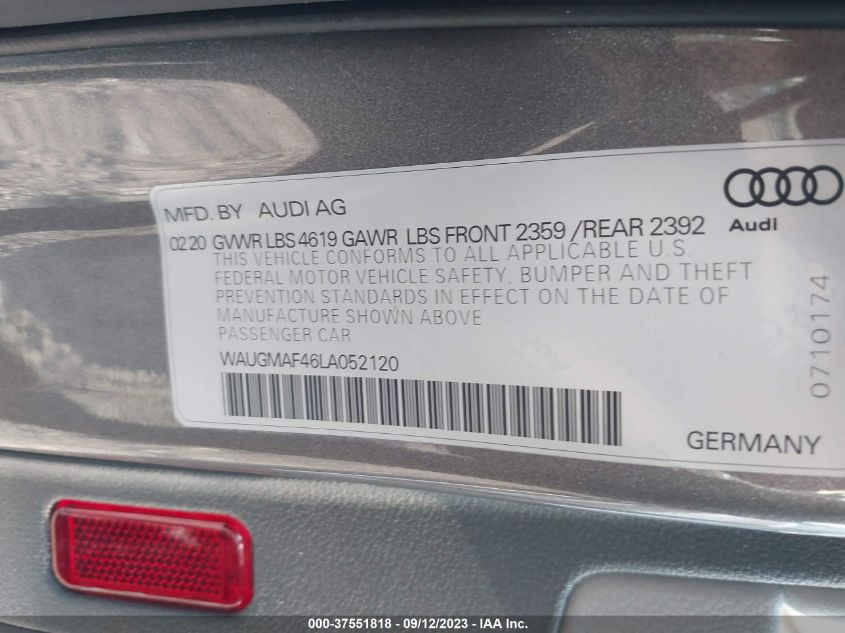 MFD. BY AUDI AG
Audi
02.20 GVWR LBS 4619 GAWR LBS FRONT 2359 /REAR 2392
THIS VEHICLE CONFORMS TO ALL APPLICABLE U.S.
FEDERAL MOTOR VEHICLE SAFETY, BUMPER AND THEFT
PREVENTION STANDARDS IN EFFECT ON THE DATE OF
MANUFACTURE SHOWN ABOVE
PASSENGER CAR
WAUGMAF46LA052120
0710174
GERMANY
000-37551818 - 09/12/2023 - IAA Inc.